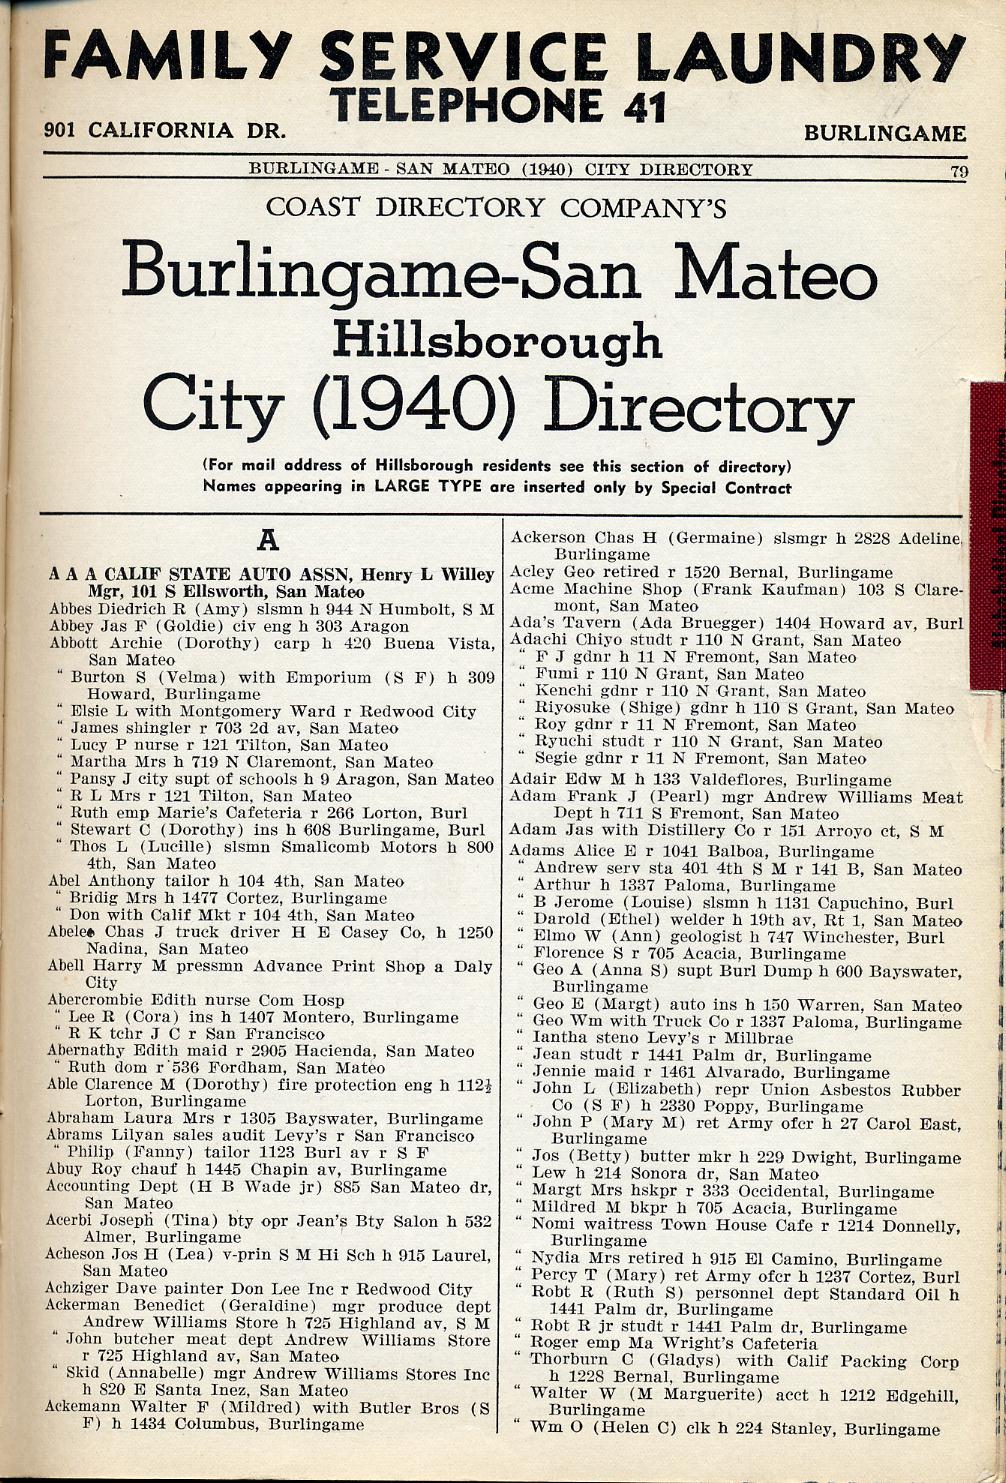 FAMILY SERVICE LAUNDRY
TELEPHONE 41
901 CALIFORNIA DR.
BURLINGAME
BURLINGAME - SAN MATEO (1940) CITY DIRECTORY 79
COAST DIRECTORY COMPANY'S
Burlingame-San Mateo
Hillsborough
City (1940) Directory
(For mail address of Hillsborough residents see this section of directory)
Names appearing in LARGE TYPE are inserted only by Special Contract
A
A A A CALIF STATE AUTO ASSN, Henry L Willey
Mgr, 101 S Ellsworth, San Mateo
Abbes Diedrich R (Amy) slsmn h 944 N Humbolt, S M
Abbey Jas F (Goldie) civ eng h 303 Aragon
Abbott Archie (Dorothy) carp h 420 Buena Vista,
San Mateo
" Burton S (Velma) with Emporium (S F) h 309
Howard, Burlingame
" Elsie L with Montgomery Ward r Redwood City
" James shingler r 703 2d av, San Mateo
" Lucy P nurse r 121 Tilton, San Mateo
" Martha Mrs h 719 N Claremont, San Mateo
" Pansy J city supt of schools h 9 Aragon, San Mateo
" R L Mrs r 121 Tilton, San Mateo
" Ruth emp Marie's Cafeteria r 266 Lorton, Burl
" Stewart C (Dorothy) ins h 608 Burlingame, Burl
" Thos L (Lucille) slsmn Smallcomb Motors h 800
4th, San Mateo
Abel Anthony tailor h 104 4th, San Mateo
" Bridig Mrs h 1477 Cortez, Burlingame
" Don with Calif Mkt r 104 4th, San Mateo
Abelee Chas J truck driver H E Casey Co, h 1250
Nadina, San Mateo
Abell Harry M pressmn Advance Print Shop a Daly
City
Abercrombie Edith nurse Com Hosp
" Lee R (Cora) ins h 1407 Montero, Burlingame
" R K tchr J C r San Francisco
Abernathy Edith maid r 2905 Hacienda, San Mateo
" Ruth dom r 536 Fordham, San Mateo
Able Clarence M (Dorothy) fire protection eng h 112½
Lorton, Burlingame
Abraham Laura Mrs r 1305 Bayswater, Burlingame
Abrams Lilyan sales audit Levy's r San Francisco
" Philip (Fanny) tailor 1123 Burl av r S F
Abuy Roy chauf h 1445 Chapin av, Burlingame
Accounting Dept (H B Wade jr) 885 San Mateo dr,
San Mateo
Acerbi Joseph (Tina) bty opr Jean's Bty Salon h 532
Almer, Burlingame
Acheson Jos H (Lea) v-prin S M Hi Sch h 915 Laurel,
San Mateo
Achziger Dave painter Don Lee Inc r Redwood City
Ackerman Benedict (Geraldine) mgr produce dept
Andrew Williams Store h 725 Highland av, S M
" John butcher meat dept Andrew Williams Store
r 725 Highland av, San Mateo
" Skid (Annabelle) mgr Andrew Williams Stores Inc
h 820 E Santa Inez, San Mateo
Ackemann Walter F (Mildred) with Butler Bros (S
F) h 1434 Columbus, Burlingame
Ackerson Chas H (Germaine) slsmgr h 2828 Adeline,
Burlingame
Acley Geo retired r 1520 Bernal, Burlingame
Acme Machine Shop (Frank Kaufman) 103 S Clare-
mont, San Mateo
Ada's Tavern (Ada Bruegger) 1404 Howard av, Burl
Adachi Chiyo studt r 110 N Grant, San Mateo
" F J gdnr h 11 N Fremont, San Mateo
" Fumi r 110 N Grant, San Mateo
" Kenchi gdnr r 110 N Grant, San Mateo
" Riyosuke (Shige) gdnr h 110 S Grant, San Mateo
" Roy gdnr r 11 N Fremont, San Mateo
" Ryuchi studt r 110 N Grant, San Mateo
" Segie gdnr r 11 N Fremont, San Mateo
Adair Edw M h 133 Valdeflores, Burlingame
Adam Frank J (Pearl) mgr Andrew Williams Meat
Dept h 711 S Fremont, San Mateo
Adam Jas with Distillery Co r 151 Arroyo ct, S M
Adams Alice E r 1041 Balboa, Burlingame
" Andrew serv sta 401 4th S M r 141 B, San Mateo
" Arthur h 1337 Paloma, Burlingame
" B Jerome (Louise) slsmn h 1131 Capuchino, Burl
" Darold (Ethel) welder h 19th av, Rt 1, San Mateo
" Elmo W (Ann) geologist h 747 Winchester, Burl
" Florence S r 705 Acacia, Burlingame
" Geo A (Anna S) supt Burl Dump h 600 Bayswater,
Burlingame
" Geo E (Margt) auto ins h 150 Warren, San Mateo
" Geo Wm with Truck Co r 1337 Paloma, Burlingame
" Iantha steno Levy's r Millbrae
" Jean studt r 1441 Palm dr, Burlingame
" Jennie maid r 1461 Alvarado, Burlingame
" John L (Elizabeth) repr Union Asbestos Rubber
Co (S F) h 2330 Poppy, Burlingame
" John P (Mary M) ret Army ofcr h 27 Carol East,
Burlingame
" Jos (Betty) butter mkr h 229 Dwight, Burlingame
" Lew h 214 Sonora dr, San Mateo
" Margt Mrs hskpr r 333 Occidental, Burlingame
" Mildred M bkpr h 705 Acacia, Burlingame
" Nomi waitress Town House Cafe r 1214 Donnelly,
Burlingame
" Nydia Mrs retired h 915 El Camino, Burlingame
" Percy T (Mary) ret Army ofcr h 1237 Cortez, Burl
" Robt R (Ruth S) personnel dept Standard Oil h
1441 Palm dr, Burlingame
" Robt R jr studt r 1441 Palm dr, Burlingame
" Roger emp Ma Wright's Cafeteria
" Thorburn C (Gladys) with Calif Packing Corp
h 1228 Bernal, Burlingame
" Walter W (M Marguerite) acct h 1212 Edgehill,
Burlingame
" Wm O (Helen C) clk h 224 Stanley, Burlingame